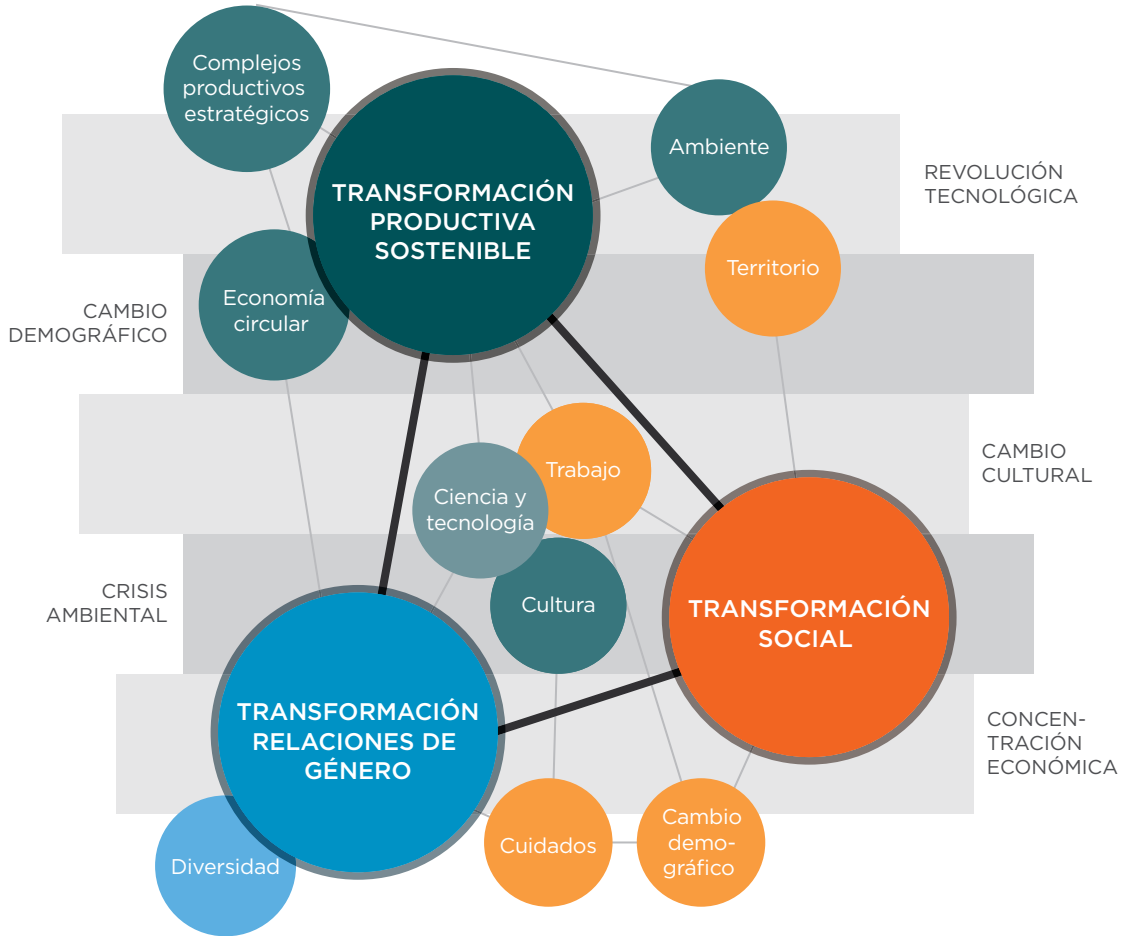 Complejos
productivos
estratégicos
Ambiente
TRANSFORMACIÓN
PRODUCTIVA
SOSTENIBLE
REVOLUCIÓN
TECNOLÓGICA
Territorio
Economía
circular
CAMBIO
DEMOGRÁFICO
Trabajo
CAMBIO
CULTURAL
Ciencia y
tecnología
CRISIS
AMBIENTAL
Cultura
TRANSFORMACIÓN
SOCIAL
TRANSFORMACIÓN
RELACIONES DE
GÉNERO
CONCEN-
TRACIÓN
ECONÓMICA
Diversidad
Cuidados
Cambio
demo-
gráfico